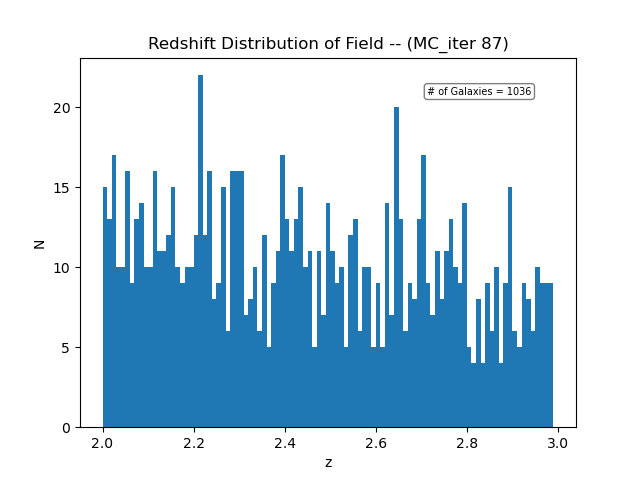 Redshift Distribution of Field -- (MC_iter 87)
# of Galaxies = 1036
20
15
10
5
0
N
2.0 2.2 2.4 2.6 2.8 3.0
z